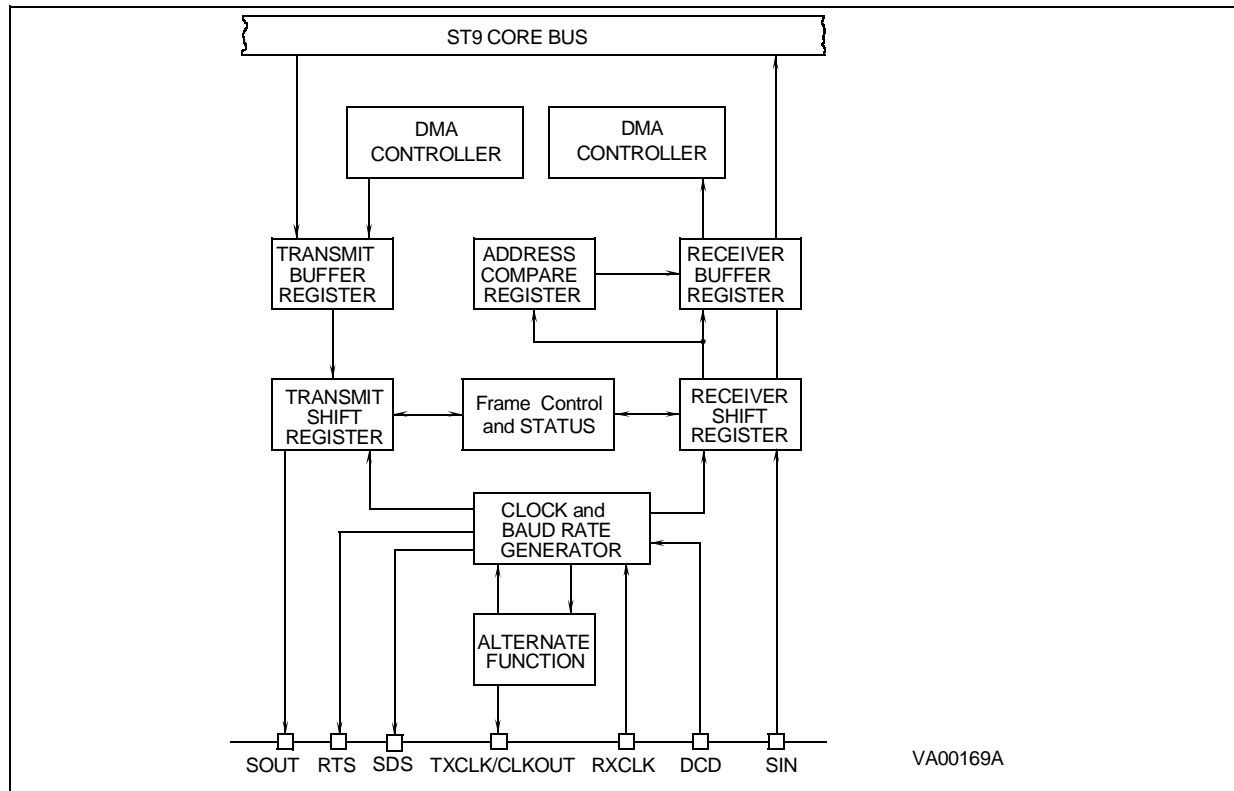 ST9 CORE BUS
DMA
CONTROLLER
DMA
CONTROLLER
TRANSMIT
BUFFER
REGISTER
ADDRESS
COMPARE
REGISTER
RECEIVER
BUFFER
REGISTER
TRANSMIT
SHIFT
REGISTER
Frame Control
and STATUS
RECEIVER
SHIFT
REGISTER
CLOCK and
BAUD RATE
GENERATOR
ALTERNATE
FUNCTION
SOUT RTS SDS TXCLK/CLKOUT RXCLK DCD SIN
VA00169A